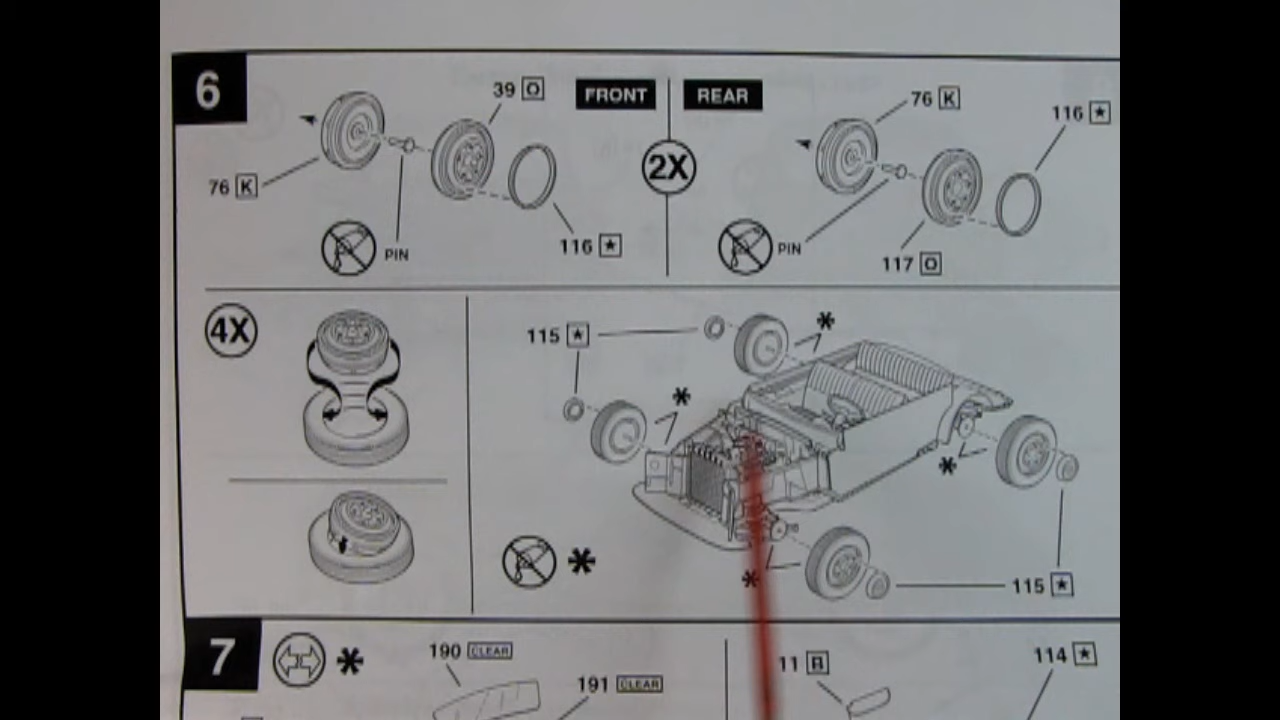 6
39 O
FRONT
REAR
76 K
116 ★
2X
76 K
PIN
116 ★
PIN
117 O
4X
115 ★
*
*
*
*
*
115 ★
7
*
190 CLEAR
191 CLEAR
11 B
114 ★